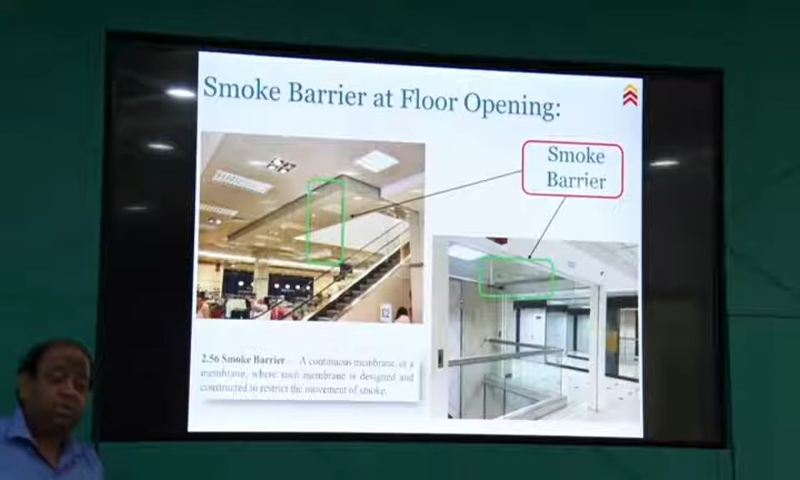 Smoke Barrier at Floor Opening:
Smoke
Barrier
2.56 Smoke Barrier — A continuous membrane, or a
membrane, where such membrane is designed and
constructed to restrict the movement of smoke.